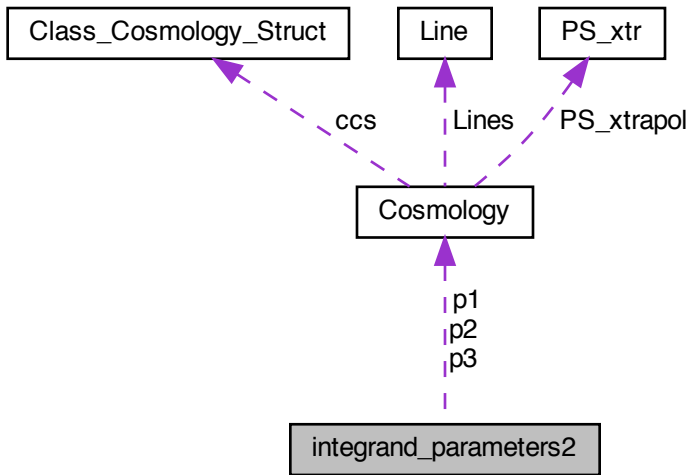 Class_Cosmology_Struct
Line
PS_xtr
ccs
Lines
PS_xtrapol
Cosmology
p1
p2
p3
integrand_parameters2